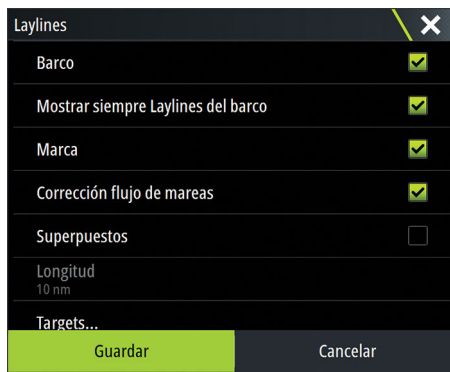 Laylines
Barco
Mostrar siempre Laylines del barco
Marca
Corrección flujo de mareas
Superpuestos
Longitud
10 nm
Targets...
Guardar
Cancelar